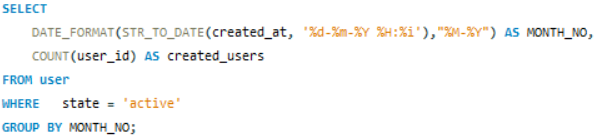 SELECT
DATE_FORMAT(STR_TO_DATE(created_at, '%d-%m-%Y %H:%i'),"%M-%Y") AS MONTH_NO,
COUNT(user_id) AS created_users
FROM user
WHERE state = 'active'
GROUP BY MONTH_NO;